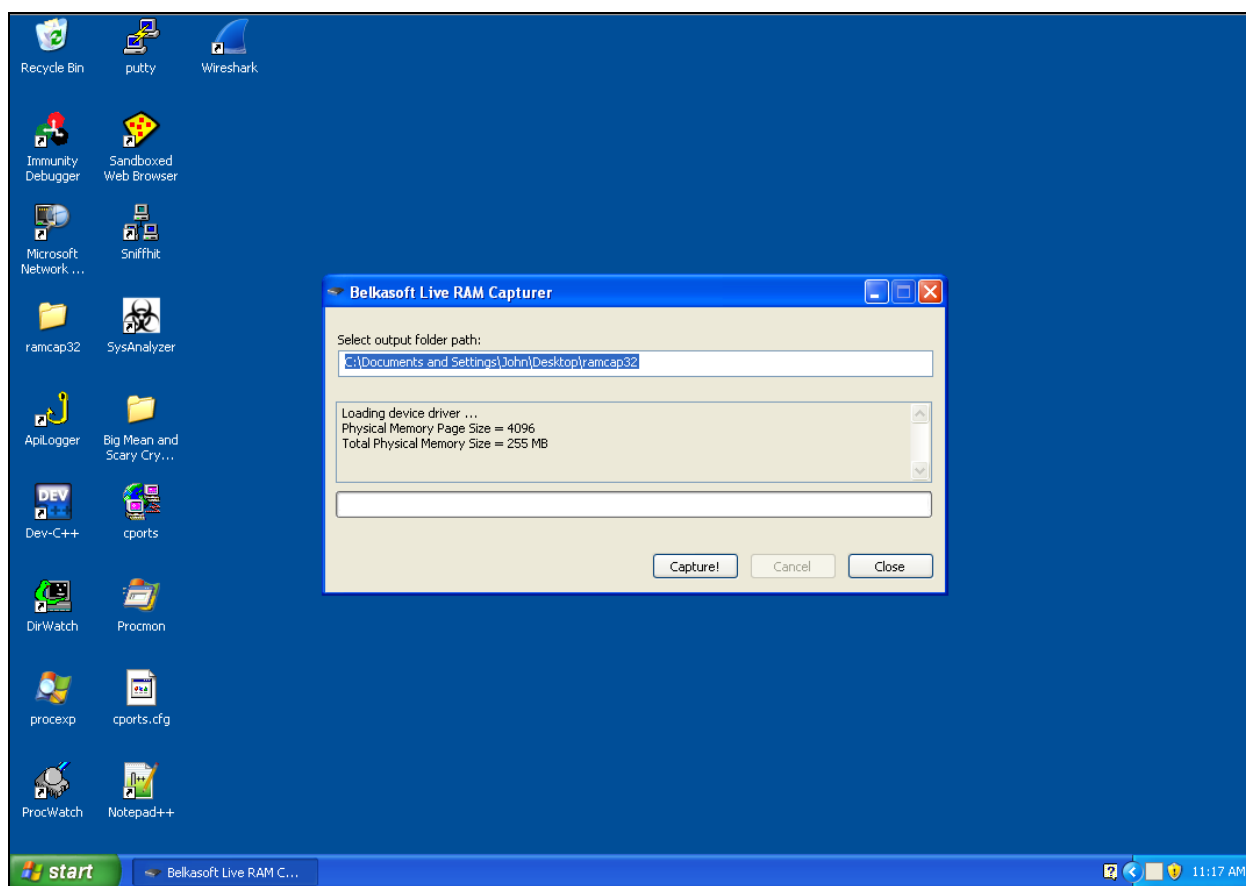 Recycle Bin
putty
Wireshark
Immunity
Debugger
Sandboxed
Web Browser
Microsoft
Network ...
Sniffhit
ramcap32
SysAnalyzer
ApiLogger
Big Mean and
Scary Cry...
DEV
Dev-C++
cports
DirWatch
Procmon
procexp
cports.cfg
ProcWatch
Notepad++
Belkasoft Live RAM Capturer
Select output folder path:
C:\Documents and Settings\John\Desktop\ramcap32
Loading device driver ...
Physical Memory Page Size = 4096
Total Physical Memory Size = 255 MB
Capture!
Cancel
Close
start
Belkasoft Live RAM C...
11:17 AM